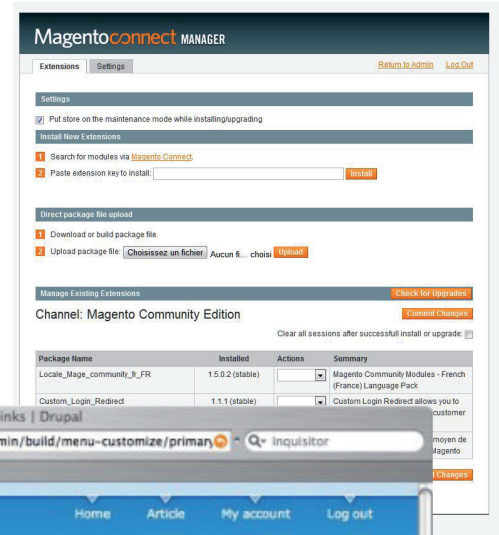 Magentoconnect MANAGER
Extensions Settings Return to Admin Log Out
Settings
Put store on the maintenance mode while installing/upgrading
Install New Extensions
1 Search for modules via Magento Connect.
2 Paste extension key to install: Install
Direct package file upload
1 Download or build package file.
2 Upload package file: Choisissez un fichier Aucun fi... choisi Upload
Manage Existing Extensions Check for Upgrades
Channel: Magento Community Edition Commit Changes
Clear all sessions after successfull install or upgrade:
Package Name Installed Actions Summary
Locale_Mage_community_fr_FR 1.5.0.2 (stable) Magento Community Modules - French
(France) Language Pack
Custom_Login_Redirect 1.1.1 (stable) Custom Login Redirect allows you to
customer
inks | Drupal
min/build/menu-customize/primary Inquisitor
moyen de
Magento
Changes
Home Article My account Log out